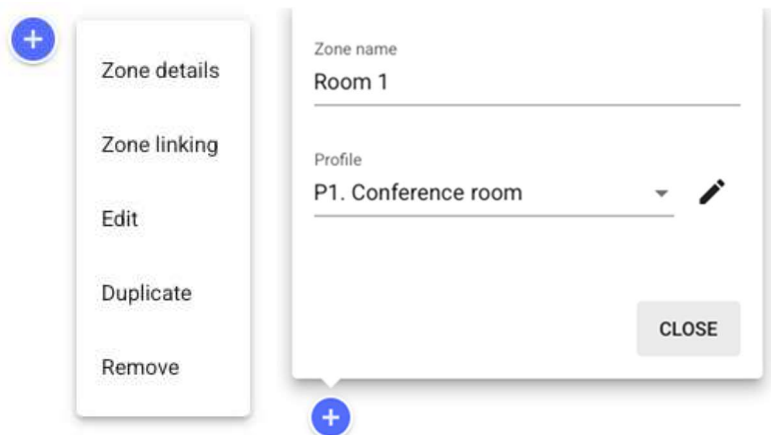 Zone details
Zone linking
Edit
Duplicate
Remove
Zone name
Room 1
Profile
P1. Conference room
CLOSE